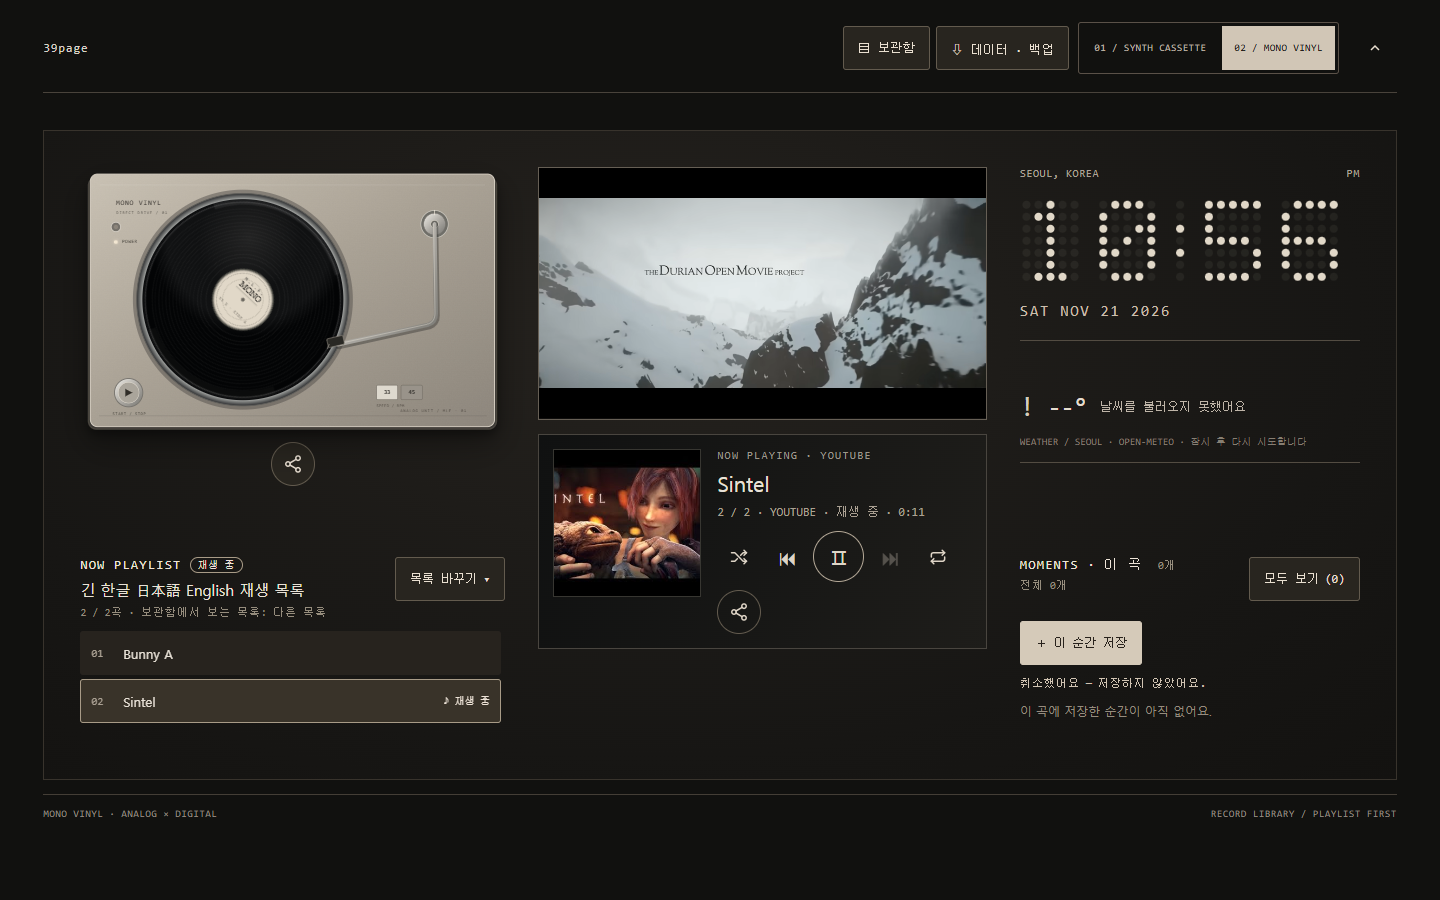 39page
보관함
데이터 · 백업
01 / SYNTH CASSETTE
02 / MONO VINYL
MONO VINYL
POWER
MONO
33
45
START / STOP
THE DURIAN OPEN MOVIE PROJECT
SEOUL, KOREA
PM
10:56
SAT NOV 21 2026
! --° 날씨를 불러오지 못했어요
WEATHER / SEOUL · OPEN-METEO · 잠시 후 다시 시도합니다
NOW PLAYING · YOUTUBE
SINTEL
Sintel
2 / 2 · YOUTUBE · 재생 중 · 0:11
NOW PLAYLIST 재생 중
긴 한글 日本語 English 재생 목록
2 / 2곡 · 보관함에서 보는 목록: 다른 목록
목록 바꾸기 ▾
01 Bunny A
02 Sintel ♪ 재생 중
MOMENTS · 이 곡 0개
전체 0개
모두 보기 (0)
+ 이 순간 저장
취소했어요 — 저장하지 않았어요.
이 곡에 저장한 순간이 아직 없어요.
MONO VINYL · ANALOG × DIGITAL
RECORD LIBRARY / PLAYLIST FIRST